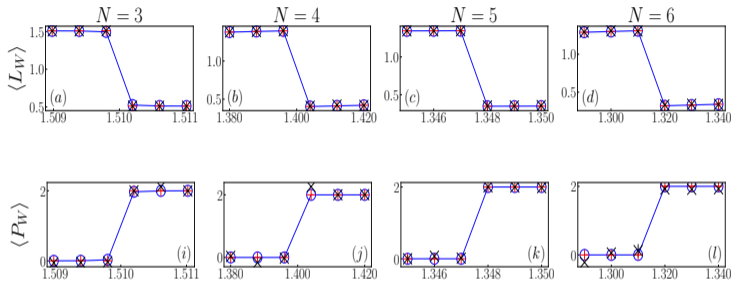 N = 3 N = 4 N = 5 N = 6
⟨L_W⟩
1.5
1.0
0.5
(a)
1.509 1.510 1.511
1.0
0.5
(b)
1.380 1.400 1.420
1.0
0.5
(c)
1.346 1.348 1.350
1.0
0.5
(d)
1.300 1.320 1.340
⟨P_W⟩
2
0
(i)
1.509 1.510 1.511
2
0
(j)
1.380 1.400 1.420
2
0
(k)
1.346 1.348 1.350
2
0
(l)
1.300 1.320 1.340